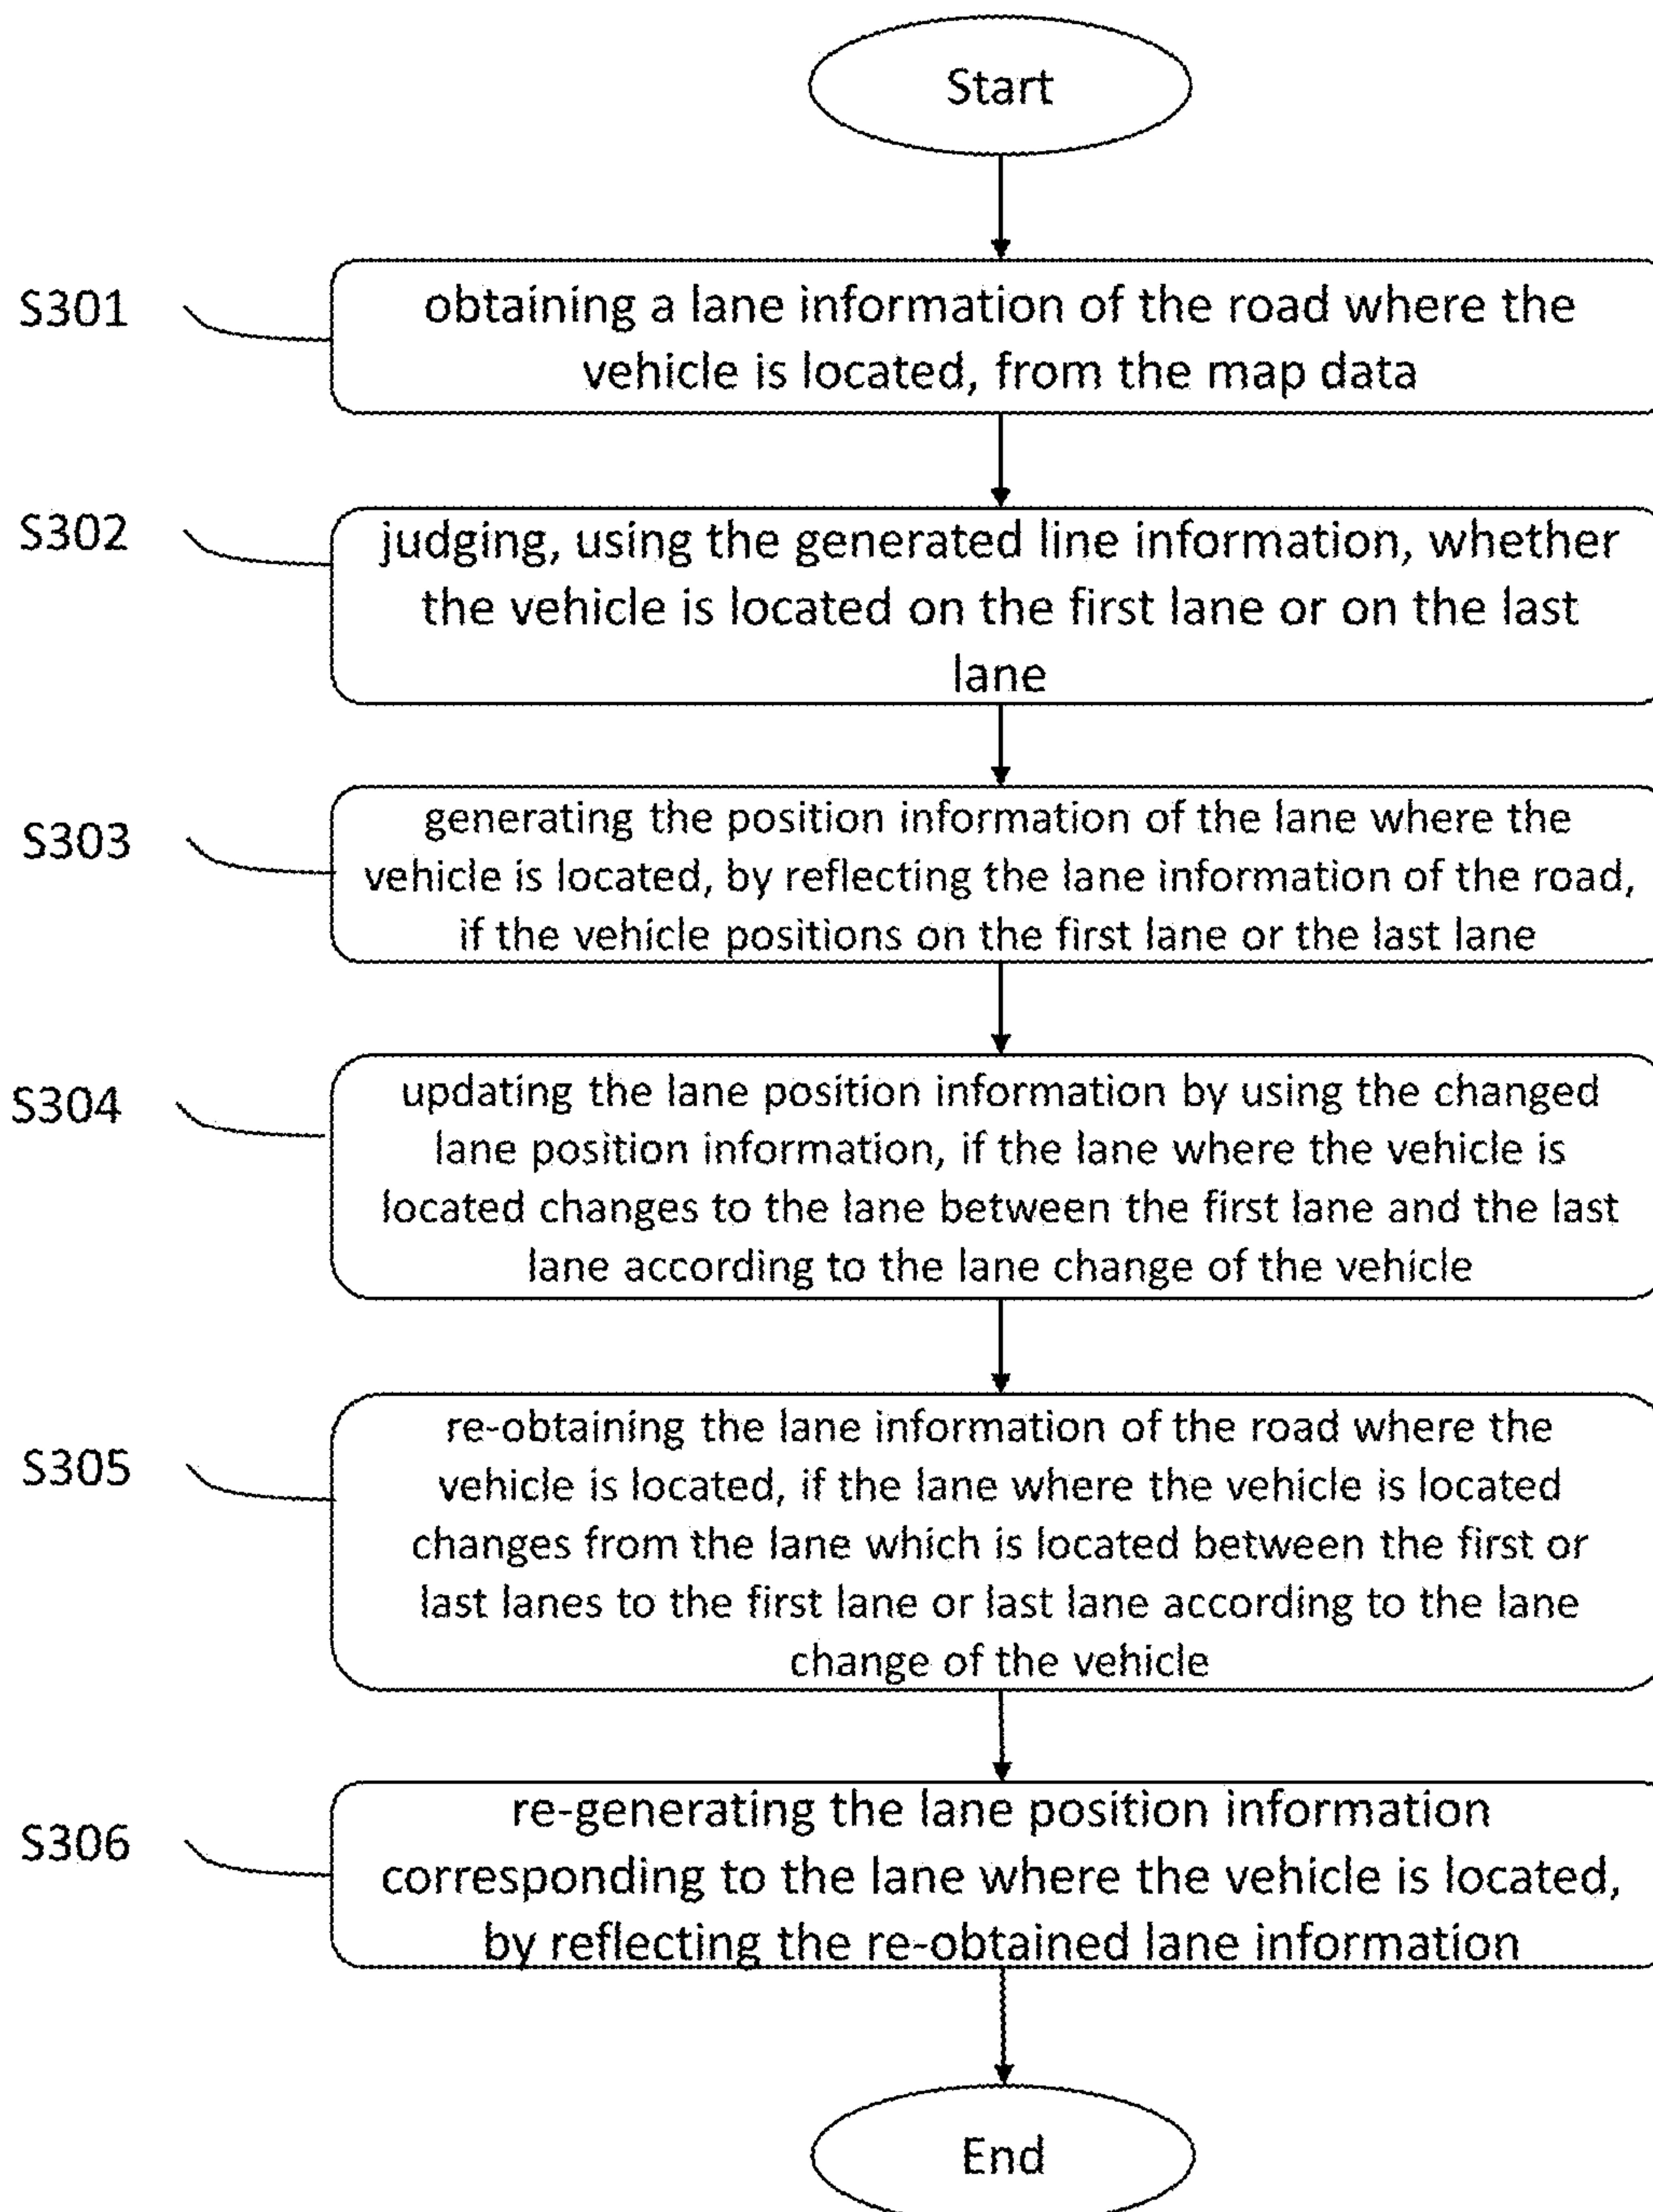 Start
S301
obtaining a lane information of the road where the
vehicle is located, from the map data
S302
judging, using the generated line information, whether
the vehicle is located on the first lane or on the last
lane
S303
generating the position information of the lane where the
vehicle is located, by reflecting the lane information of the road,
if the vehicle positions on the first lane or the last lane
S304
updating the lane position information by using the changed
lane position information, if the lane where the vehicle is
located changes to the lane between the first lane and the last
lane according to the lane change of the vehicle
S305
re-obtaining the lane information of the road where the
vehicle is located, if the lane where the vehicle is located
changes from the lane which is located between the first or
last lanes to the first lane or last lane according to the lane
change of the vehicle
S306
re-generating the lane position information
corresponding to the lane where the vehicle is located,
by reflecting the re-obtained lane information
End